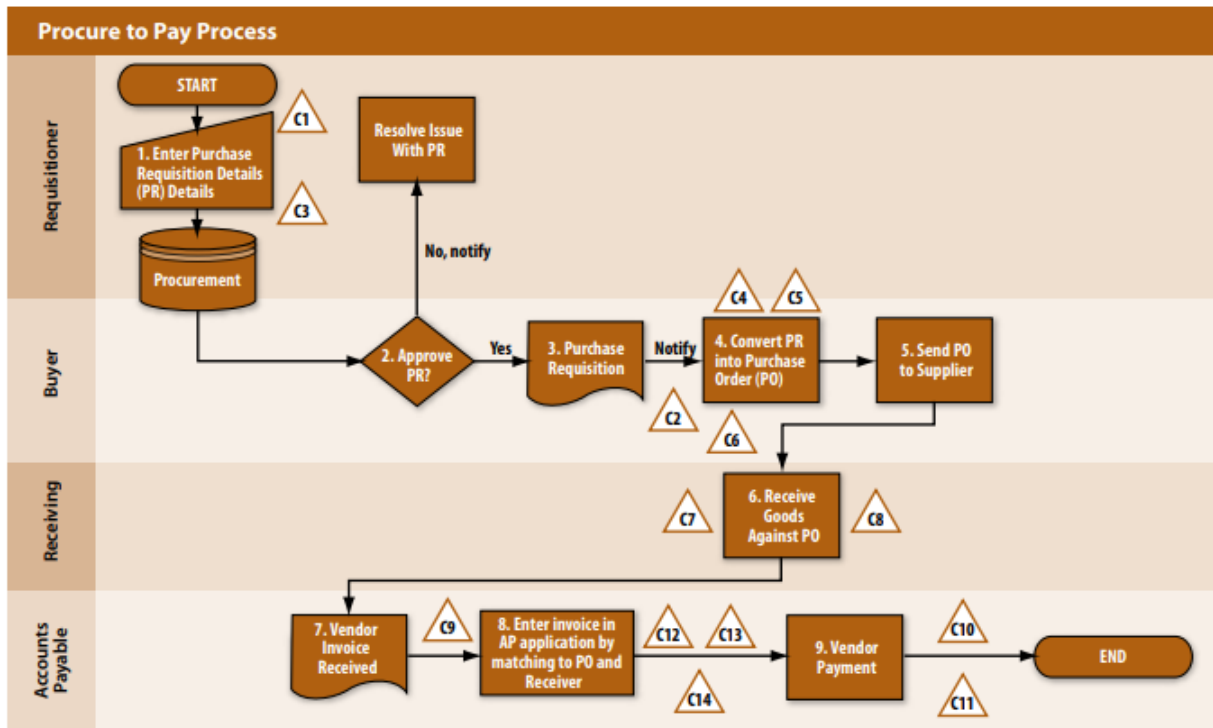 Procure to Pay Process
Requisitioner
START
C1
1. Enter Purchase
Requisition Details
(PR) Details
C3
Procurement
Resolve Issue
With PR
No, notify
Buyer
2. Approve
PR?
Yes
3. Purchase
Requisition
Notify
C2
C4
C5
4. Convert PR
into Purchase
Order (PO)
C6
5. Send PO
to Supplier
Receiving
C7
6. Receive
Goods
Against PO
C8
Accounts
Payable
7. Vendor
Invoice
Received
C9
8. Enter invoice in
AP application by
matching to PO and
Receiver
C12
C13
C14
9. Vendor
Payment
C10
C11
END